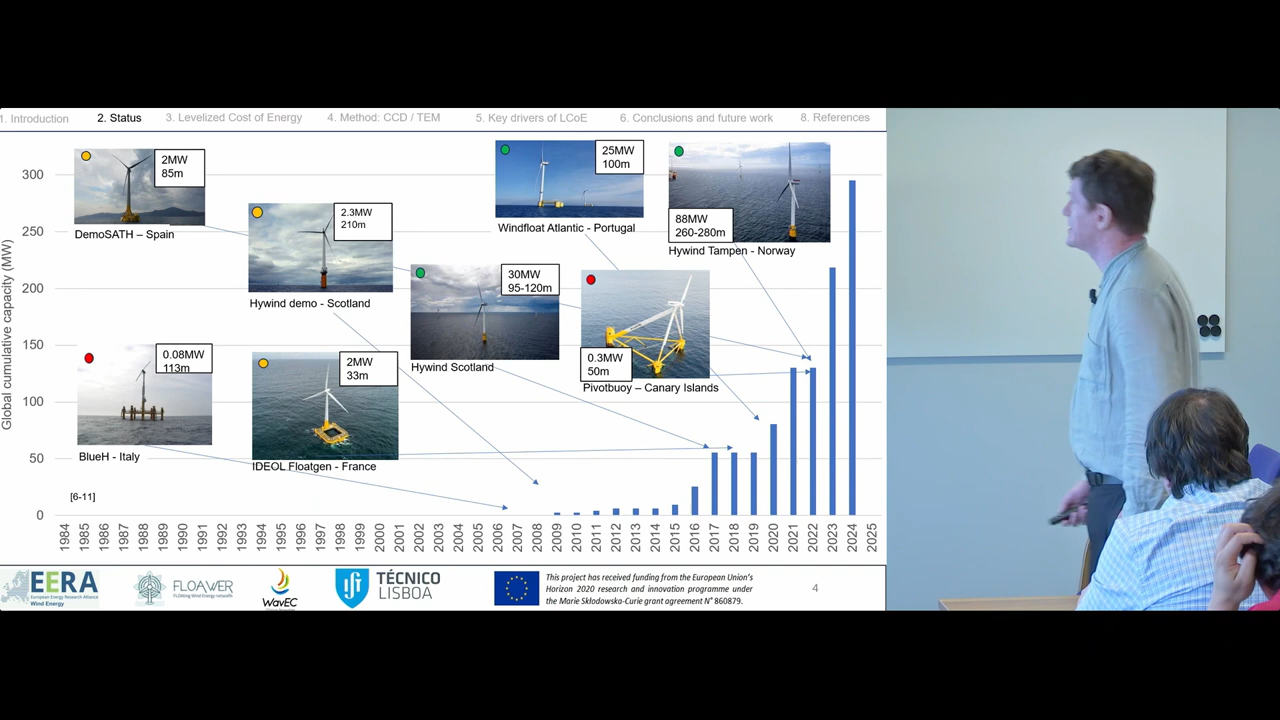 1. Introduction
2. Status
3. Levelized Cost of Energy
4. Method: CCD / TEM
5. Key drivers of LCoE
6. Conclusions and future work
8. References
Global cumulative capacity (MW)
300
250
200
150
100
50
0
2MW
85m
DemoSATH – Spain
2.3MW
210m
Hywind demo - Scotland
25MW
100m
Windfloat Atlantic - Portugal
88MW
260-280m
Hywind Tampen - Norway
30MW
95-120m
Hywind Scotland
0.3MW
50m
Pivotbuoy – Canary Islands
0.08MW
113m
BlueH - Italy
2MW
33m
IDEOL Floatgen - France
[6-11]
1984 1985 1986 1987 1988 1989 1990 1991 1992 1993 1994 1995 1996 1997 1998 1999 2000 2001 2002 2003 2004 2005 2006 2007 2008 2009 2010 2011 2012 2013 2014 2015 2016 2017 2018 2019 2020 2021 2022 2023 2024 2025
EERA
European Energy Research Alliance
Wind Energy
FLOAWER
FLOating Wind Energy netwoRk
WavEC
TÉCNICO
LISBOA
This project has received funding from the European Union's
Horizon 2020 research and innovation programme under
the Marie Skłodowska-Curie grant agreement N° 860879.
4